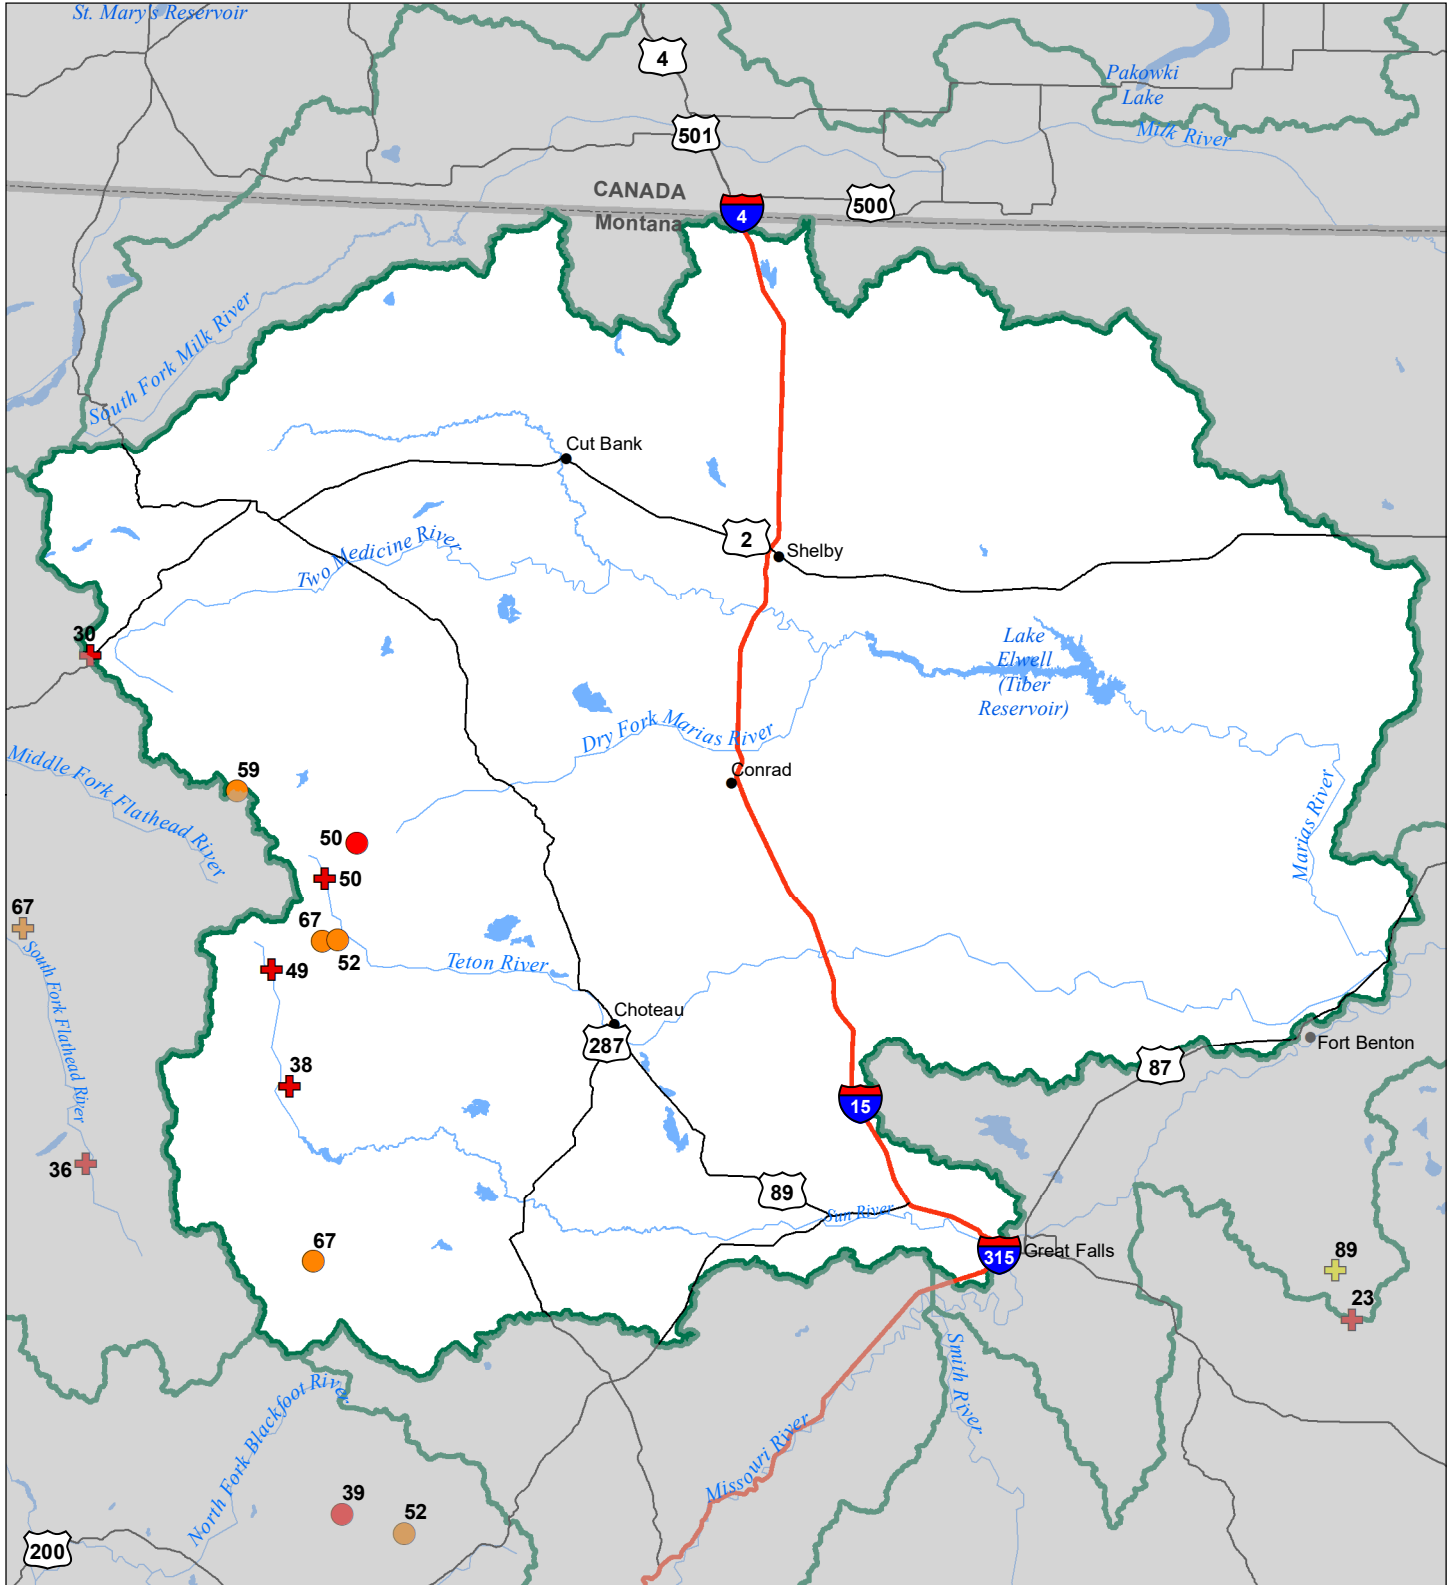 St. Mary's Reservoir
4
Pakowki
Lake
501
Milk River
CANADA
4
500
Montana
South Fork Milk River
Cut Bank
2
Shelby
Two Medicine River
30
Lake
Elwell
(Tiber
Reservoir)
Dry Fork Marias River
Middle Fork Flathead River
59
Conrad
Marias River
50
50
67
67
52
49
Teton River
South Fork Flathead River
Choteau
287
Fort Benton
38
87
15
36
89
Sun River
67
315
Great Falls
89
23
Smith River
North Fork Blackfoot River
Missouri River
39
52
200